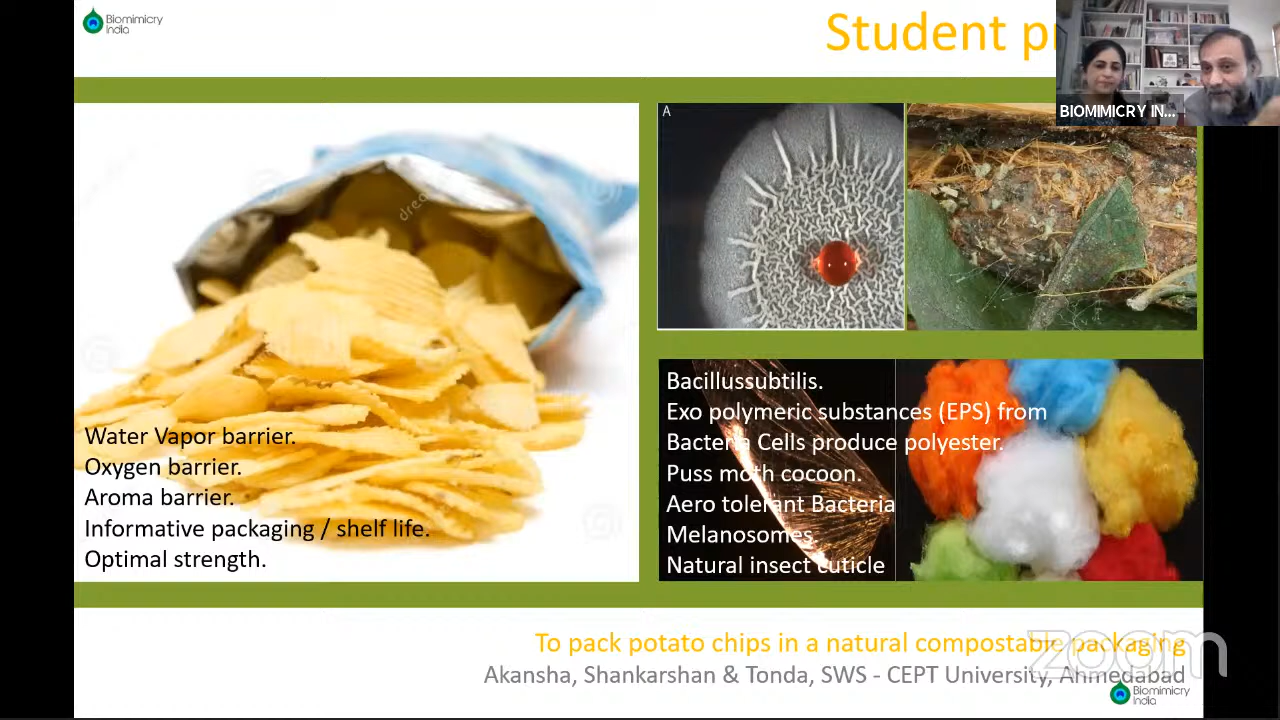 Biomimicry
India
Student pr
BIOMIMICRY IN...
A
Water Vapor barrier.
Oxygen barrier.
Aroma barrier.
Informative packaging / shelf life.
Optimal strength.
Bacillussubtilis.
Exo polymeric substances (EPS) from
Bacteria Cells produce polyester.
Puss moth cocoon.
Aero tolerant Bacteria
Melanosomes.
Natural insect cuticle
To pack potato chips in a natural compostable packaging
Akansha, Shankarshan & Tonda, SWS - CEPT University, Ahmedabad
zoom
Biomimicry
India